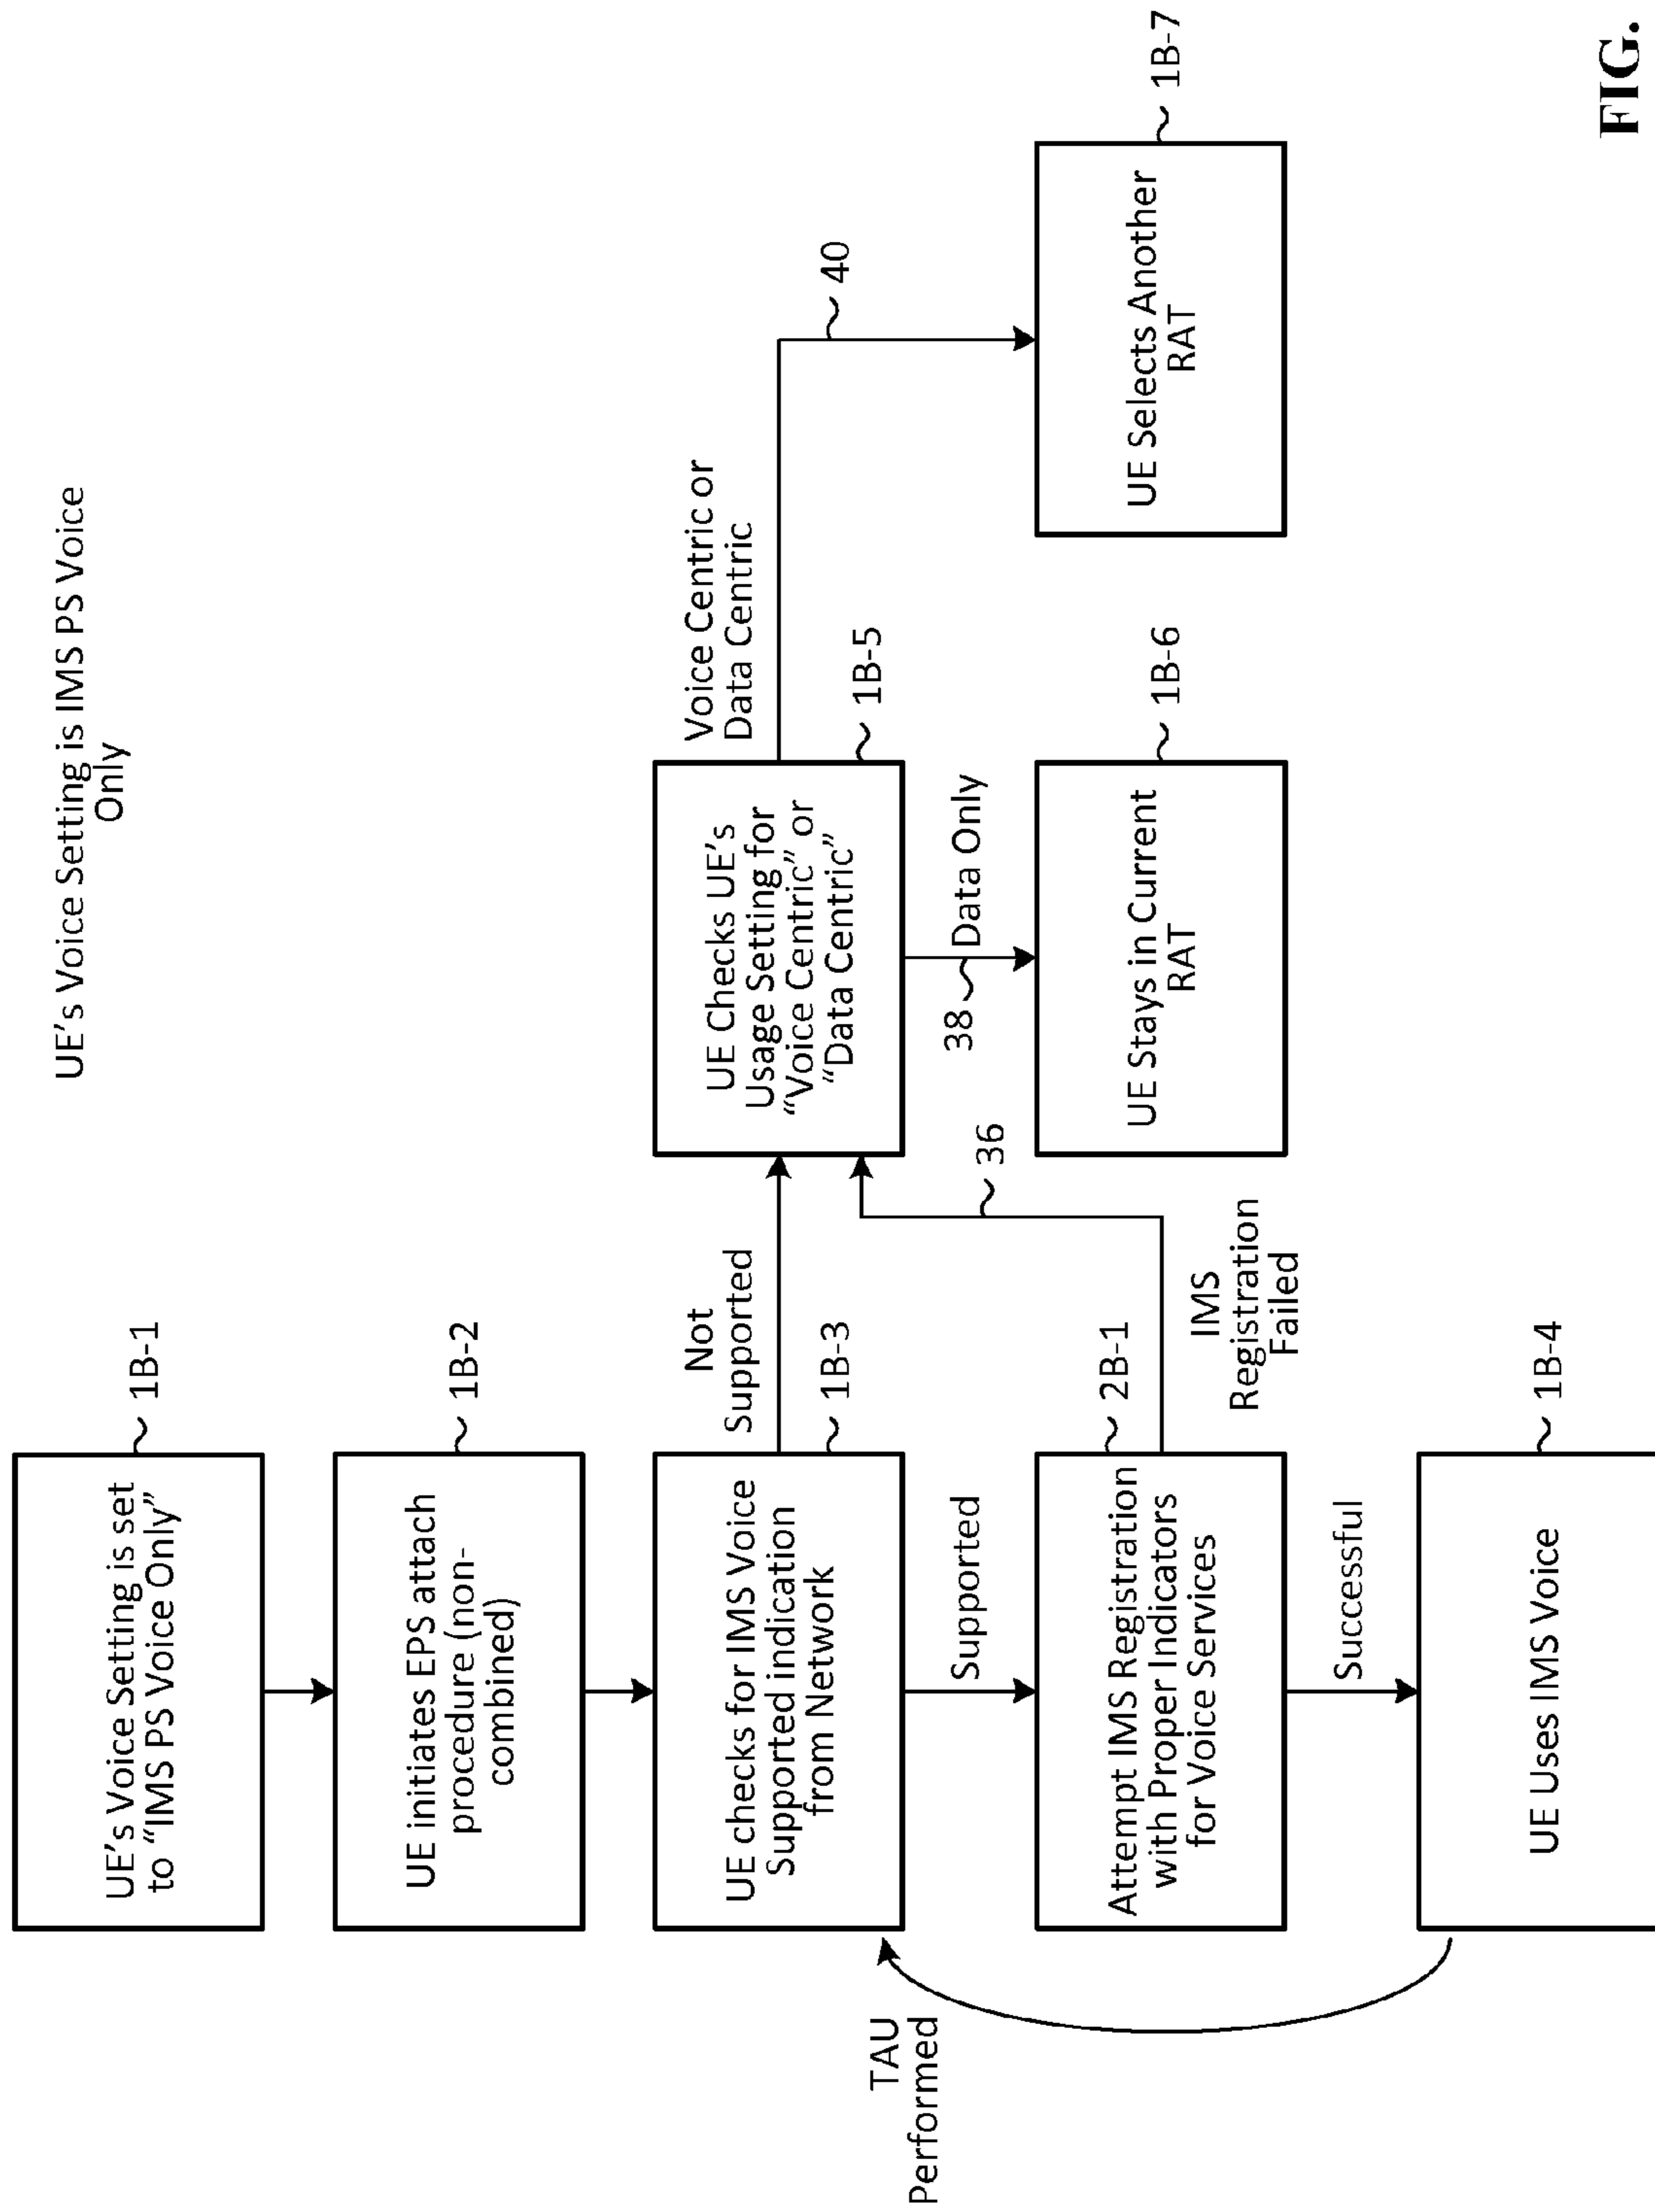 UE's Voice Setting is IMS PS Voice
Only
UE's Voice Setting is set
to “IMS PS Voice Only”
1B-1
UE initiates EPS attach
procedure (non-
combined)
1B-2
UE checks for IMS Voice
Supported indication
from Network
1B-3
Not
Supported
UE Checks UE's
Usage Setting for
“Voice Centric” or
“Data Centric”
1B-5
Voice Centric or
Data Centric
40
Supported
36
38
Data Only
TAU
Performed
Attempt IMS Registration
with Proper Indicators
for Voice Services
2B-1
IMS
Registration
Failed
UE Stays in Current
RAT
1B-6
UE Selects Another
RAT
1B-7
Successful
UE Uses IMS Voice
1B-4
FIG.